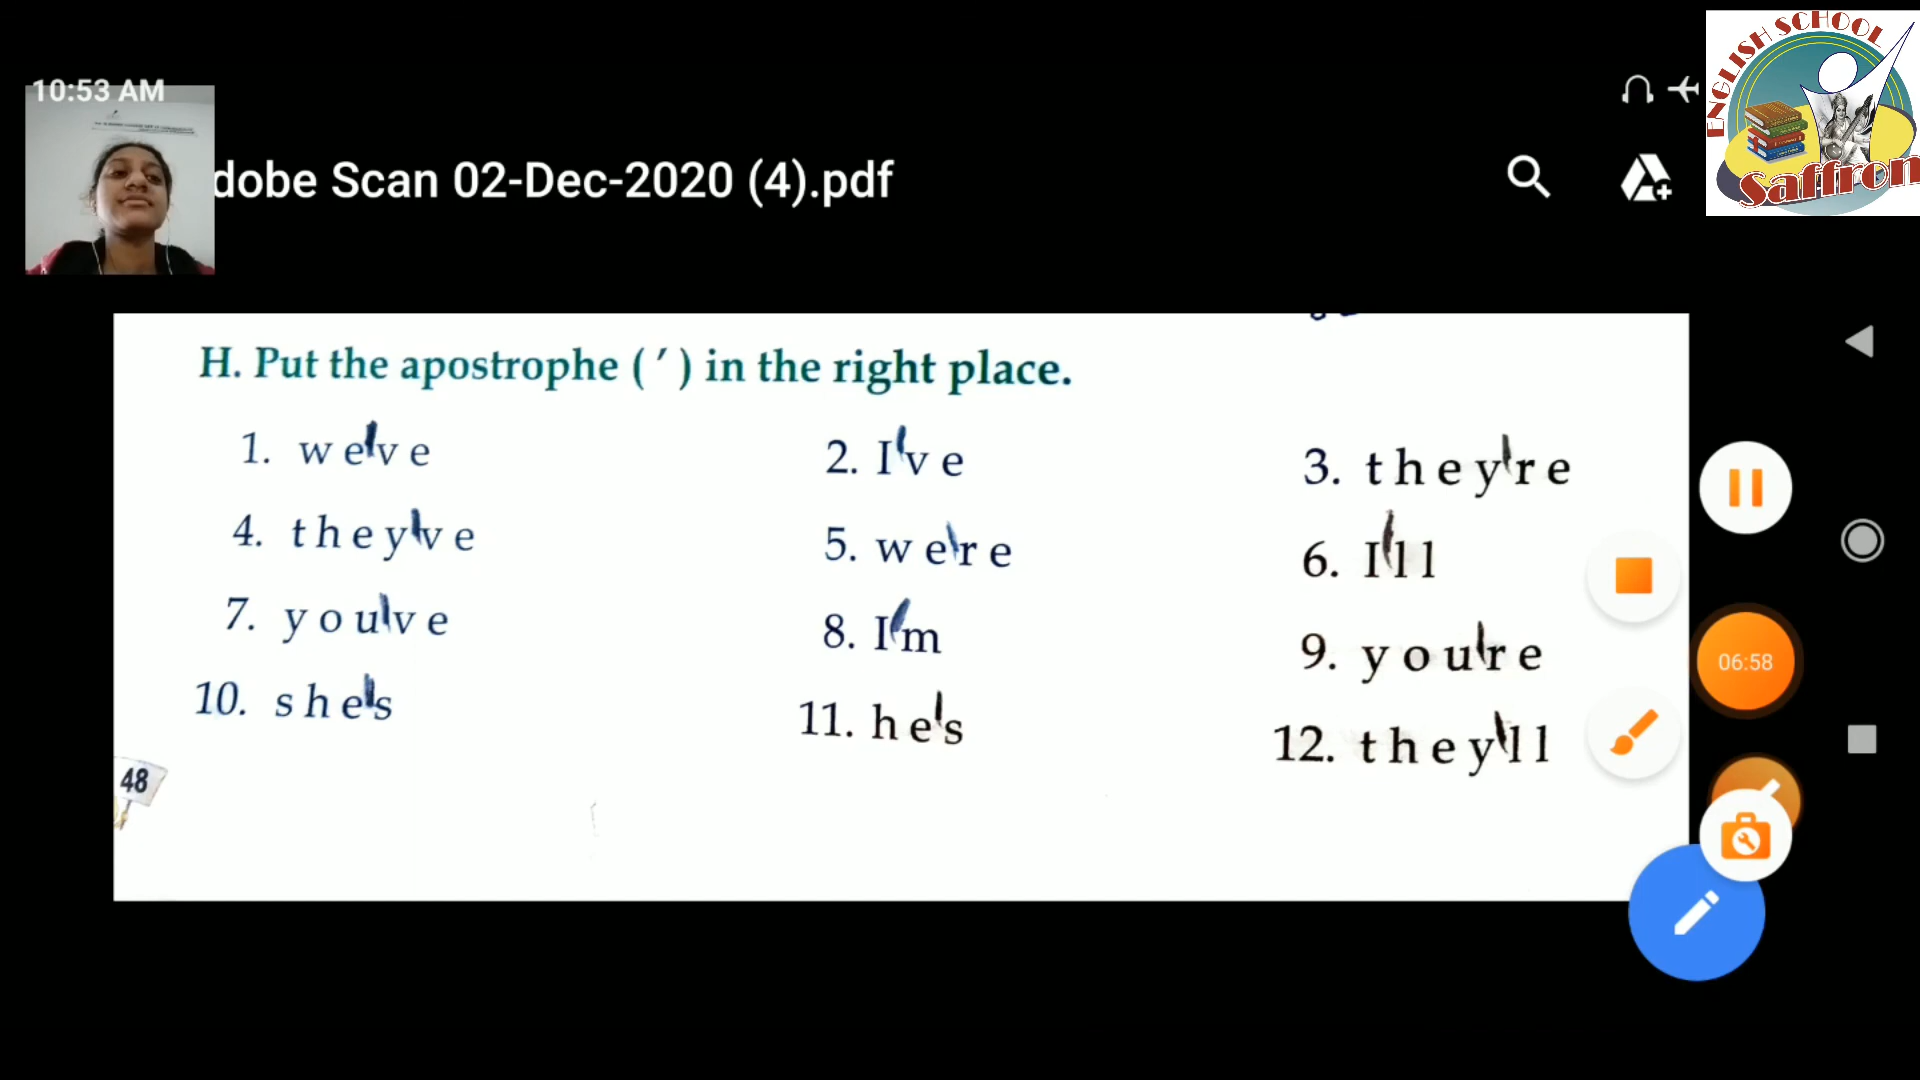 10:53 AM
dobe Scan 02-Dec-2020 (4).pdf
ENGLISH SCHOOL
Saffron
H. Put the apostrophe ( ′ ) in the right place.
1. we've 2. I've 3. they're
4. they've 5. we're 6. I'll
7. you've 8. I'm 9. you're
10. she's 11. he's 12. they'll
48
06:58